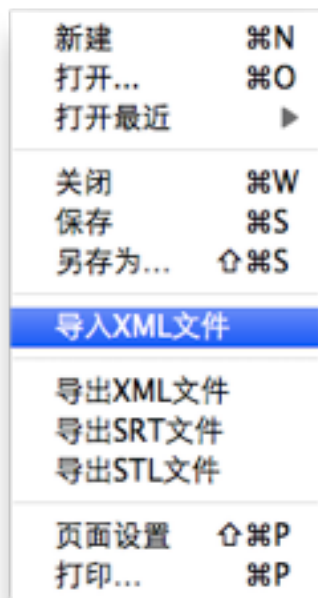 新建 ⌘N
打开... ⌘O
打开最近 ▶
关闭 ⌘W
保存 ⌘S
另存为... ⇧⌘S
导入XML文件
导出XML文件
导出SRT文件
导出STL文件
页面设置 ⇧⌘P
打印... ⌘P